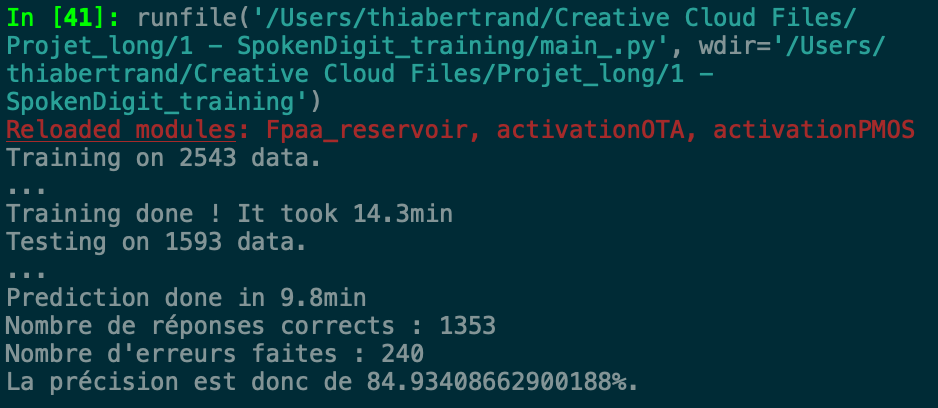 In [41]: runfile('/Users/thiabertrand/Creative Cloud Files/
Projet_long/1 - SpokenDigit_training/main_.py', wdir='/Users/
thiabertrand/Creative Cloud Files/Projet_long/1 -
SpokenDigit_training')
Reloaded modules: Fpaa_reservoir, activationOTA, activationPMOS
Training on 2543 data.
...
Training done ! It took 14.3min
Testing on 1593 data.
...
Prediction done in 9.8min
Nombre de réponses corrects : 1353
Nombre d'erreurs faites : 240
La précision est donc de 84.93408662900188%.